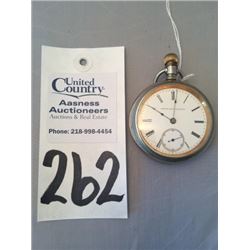 United
Country
Aasness
Auctioneers
Auctions & Real Estate
Phone: 218-998-4454
262